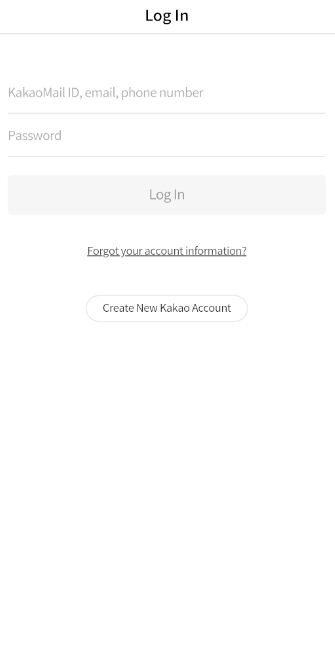 Log In
KakaoMail ID, email, phone number
Password
Log In
Forgot your account information?
Create New Kakao Account